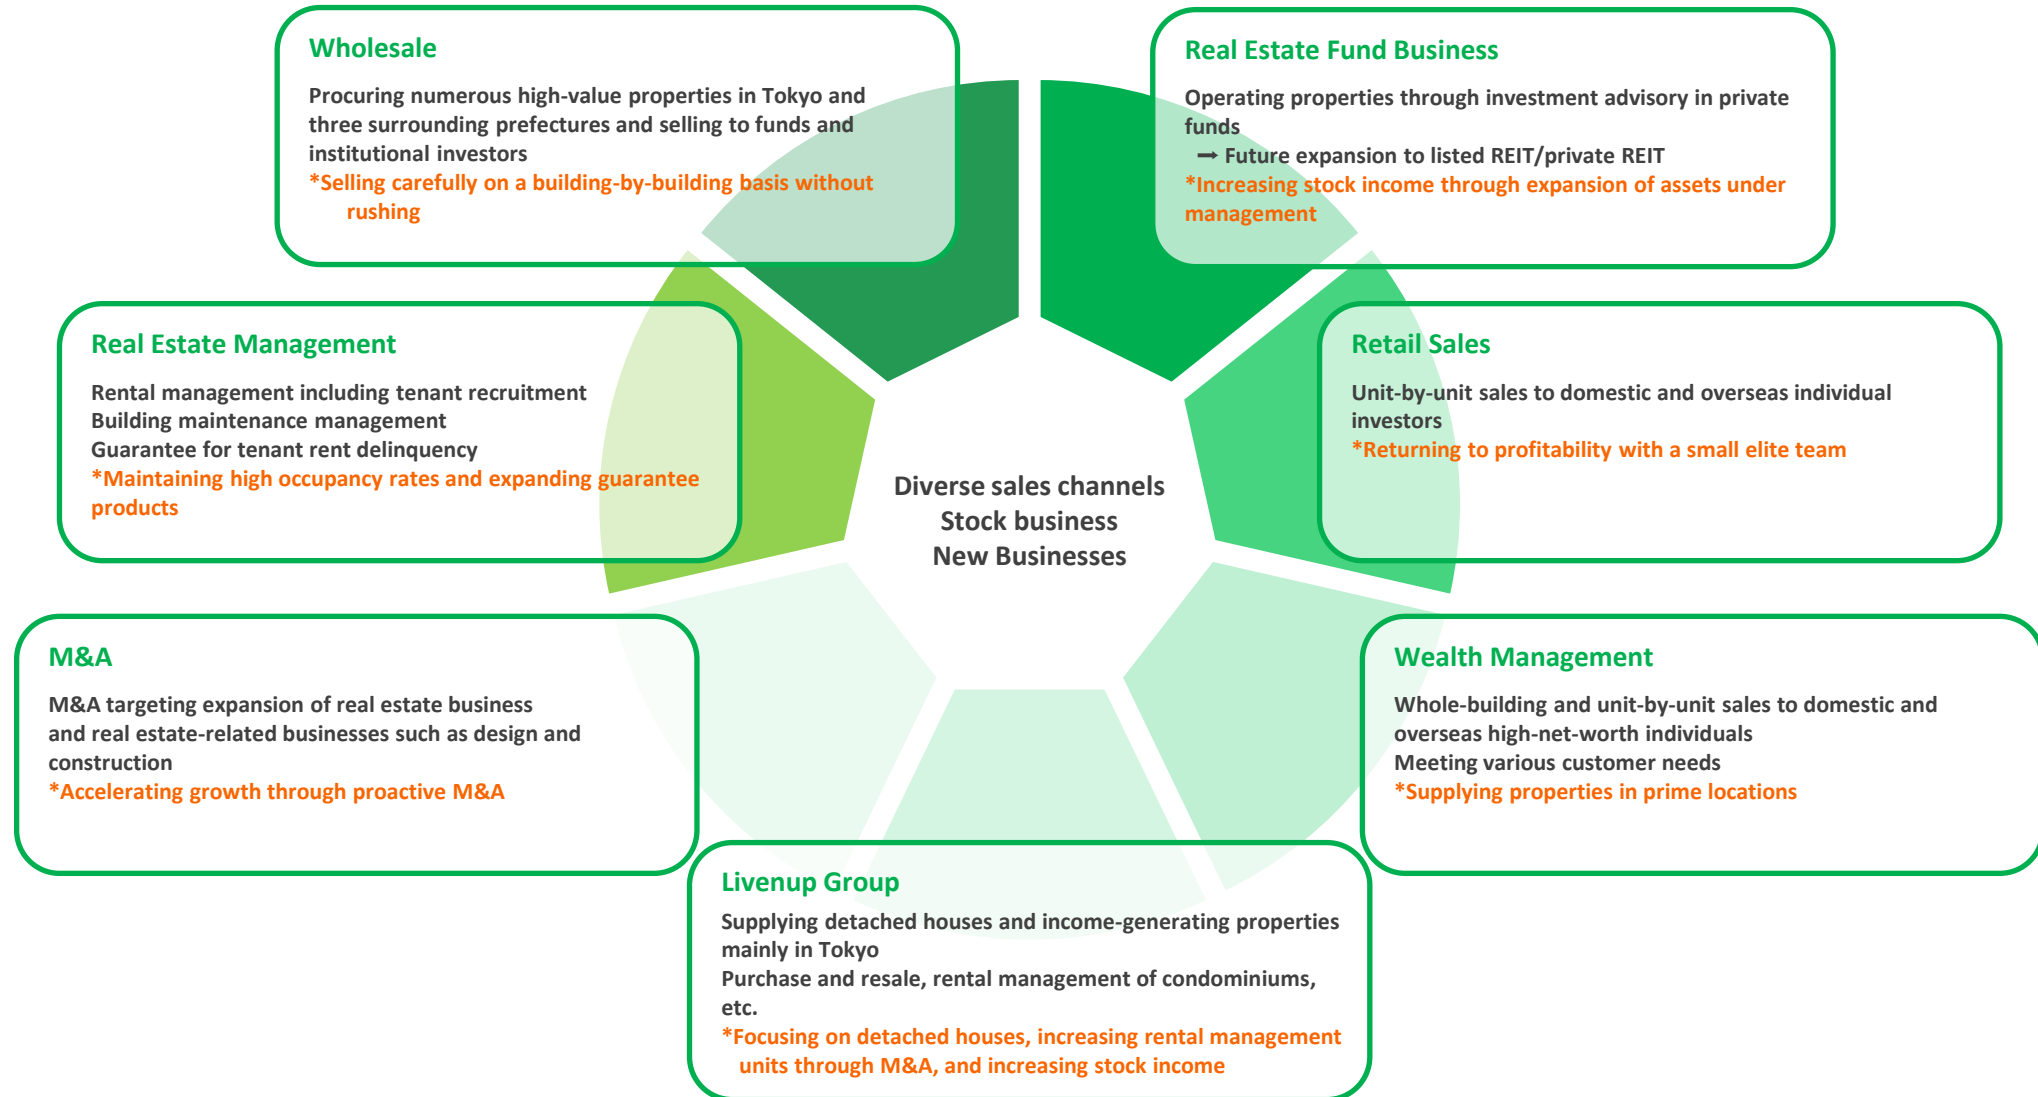 Wholesale
Procuring numerous high-value properties in Tokyo and
three surrounding prefectures and selling to funds and
institutional investors
*Selling carefully on a building-by-building basis without
rushing
Real Estate Fund Business
Operating properties through investment advisory in private
funds
→ Future expansion to listed REIT/private REIT
*Increasing stock income through expansion of assets under
management
Real Estate Management
Rental management including tenant recruitment
Building maintenance management
Guarantee for tenant rent delinquency
*Maintaining high occupancy rates and expanding guarantee
products
Retail Sales
Unit-by-unit sales to domestic and overseas individual
investors
*Returning to profitability with a small elite team
Diverse sales channels
Stock business
New Businesses
M&A
M&A targeting expansion of real estate business
and real estate-related businesses such as design and
construction
*Accelerating growth through proactive M&A
Wealth Management
Whole-building and unit-by-unit sales to domestic and
overseas high-net-worth individuals
Meeting various customer needs
*Supplying properties in prime locations
Livenup Group
Supplying detached houses and income-generating properties
mainly in Tokyo
Purchase and resale, rental management of condominiums,
etc.
*Focusing on detached houses, increasing rental management
units through M&A, and increasing stock income